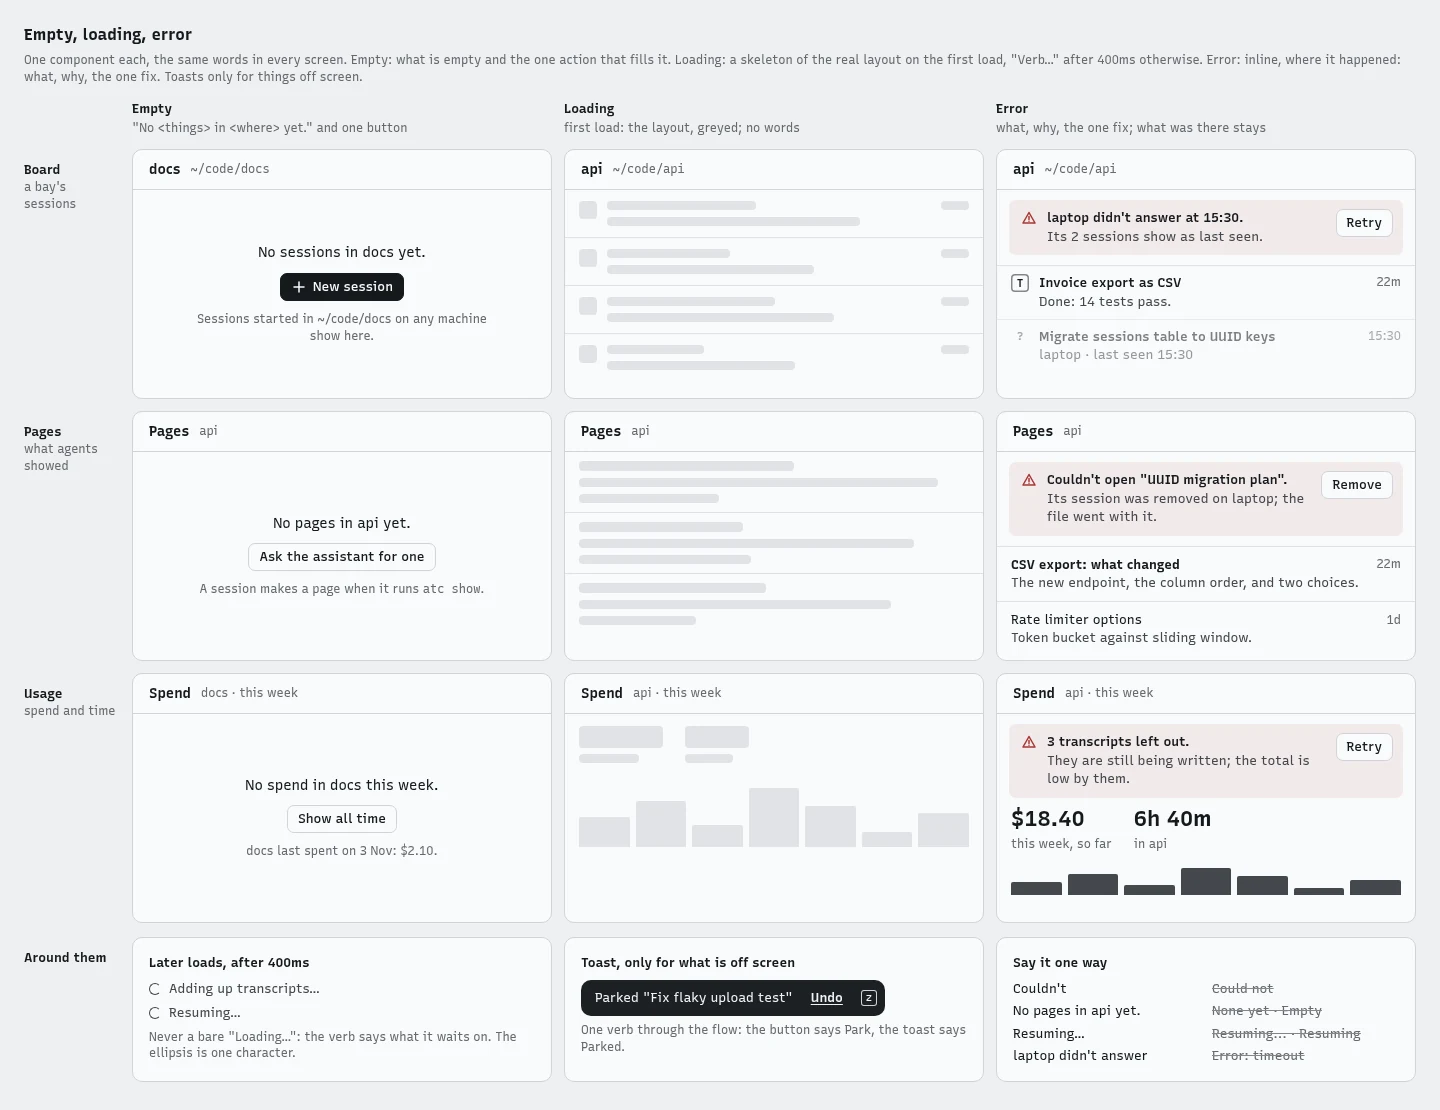 Empty, loading, error
One component each, the same words in every screen. Empty: what is empty and the one action that fills it. Loading: a skeleton of the real layout on the first load, "Verb…" after 400ms otherwise. Error: inline, where it happened:
what, why, the one fix. Toasts only for things off screen.
Empty
"No <things> in <where> yet." and one button
Loading
first load: the layout, greyed; no words
Error
what, why, the one fix; what was there stays
Board
a bay's
sessions
docs ~/code/docs
No sessions in docs yet.
New session
Sessions started in ~/code/docs on any machine
show here.
api ~/code/api
api ~/code/api
laptop didn't answer at 15:30.
Its 2 sessions show as last seen.
Retry
T Invoice export as CSV 22m
Done: 14 tests pass.
? Migrate sessions table to UUID keys 15:30
laptop · last seen 15:30
Pages
what agents
showed
Pages api
No pages in api yet.
Ask the assistant for one
A session makes a page when it runs atc show.
Pages api
Pages api
Couldn't open "UUID migration plan".
Its session was removed on laptop; the
file went with it.
Remove
CSV export: what changed 22m
The new endpoint, the column order, and two choices.
Rate limiter options 1d
Token bucket against sliding window.
Usage
spend and time
Spend docs · this week
No spend in docs this week.
Show all time
docs last spent on 3 Nov: $2.10.
Spend api · this week
Spend api · this week
3 transcripts left out.
They are still being written; the total is
low by them.
Retry
$18.40 6h 40m
this week, so far in api
Around them
Later loads, after 400ms
Adding up transcripts…
Resuming…
Never a bare "Loading…": the verb says what it waits on. The
ellipsis is one character.
Toast, only for what is off screen
Parked "Fix flaky upload test" Undo z
One verb through the flow: the button says Park, the toast says
Parked.
Say it one way
Couldn't Could not
No pages in api yet. None yet · Empty
Resuming… Resuming... · Resuming
laptop didn't answer Error: timeout